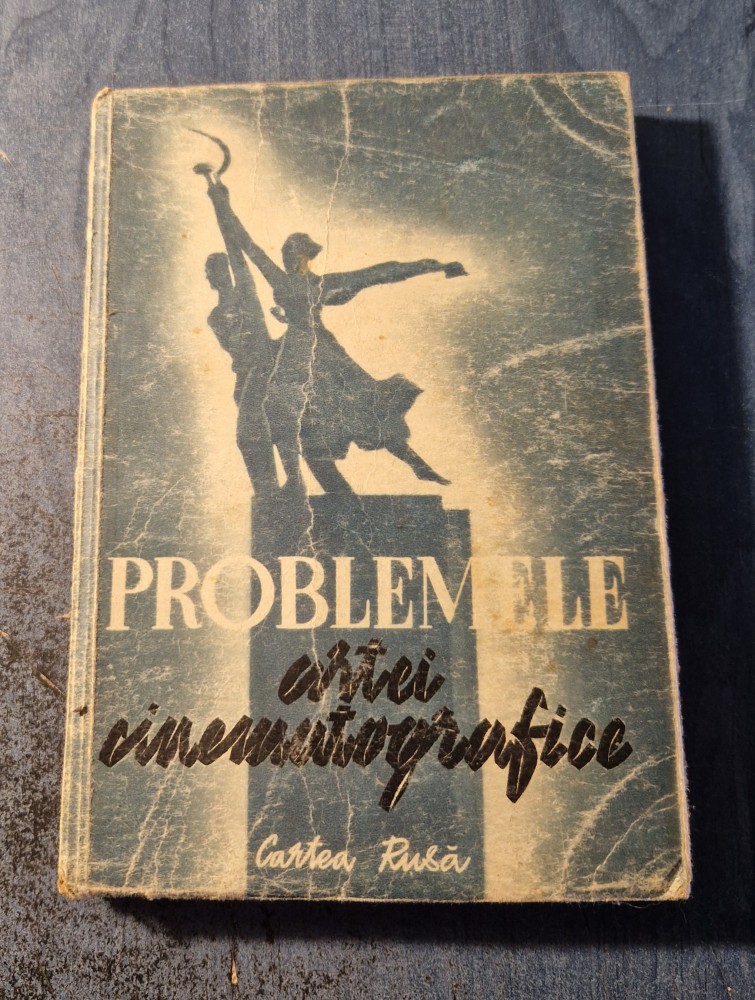 PROBLEMELE
artei
cinematografice
Cartea Rusă